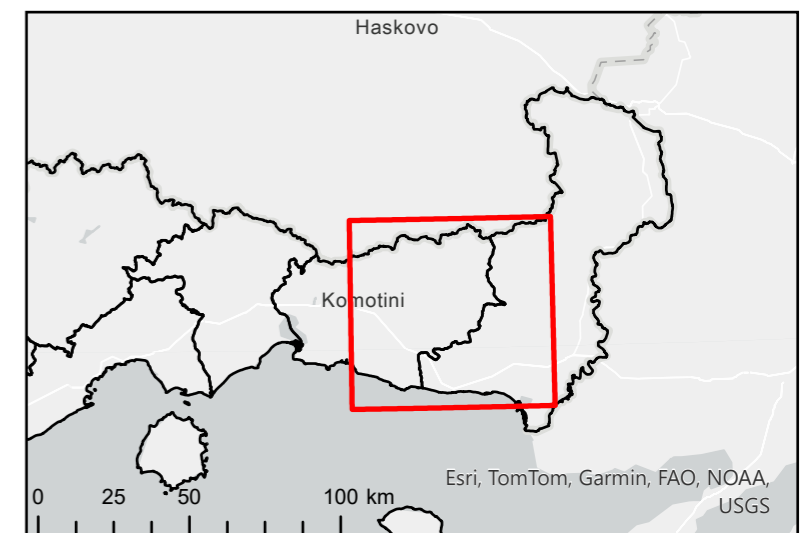 Haskovo
Komotini
Esri, TomTom, Garmin, FAO, NOAA,
USGS
0 25 50 100 km